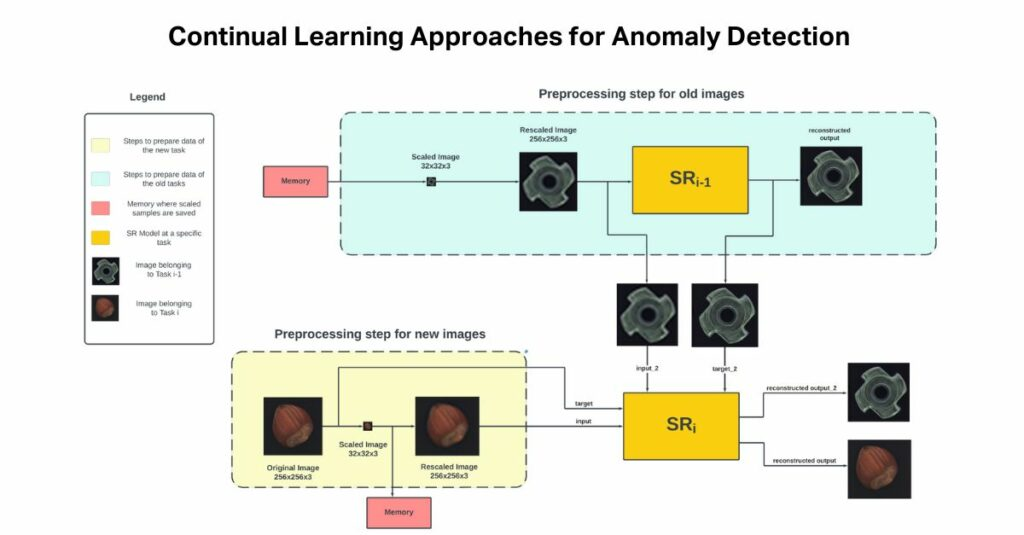 Continual Learning Approaches for Anomaly Detection
Legend
Steps to prepare data of
the new task
Steps to prepare data of
the old tasks
Memory where scaled
samples are saved
SR Model at a specific
task
Image belonging
to Task i-1
Image belonging
to Task i
Preprocessing step for old images
Memory
Scaled Image
32x32x3
Rescaled Image
256x256x3
SRi-1
reconstructed
output
input_2
target_2
Preprocessing step for new images
Original Image
256x256x3
Scaled Image
32x32x3
Rescaled Image
256x256x3
Memory
target
input
SRi
reconstructed output_2
reconstructed output